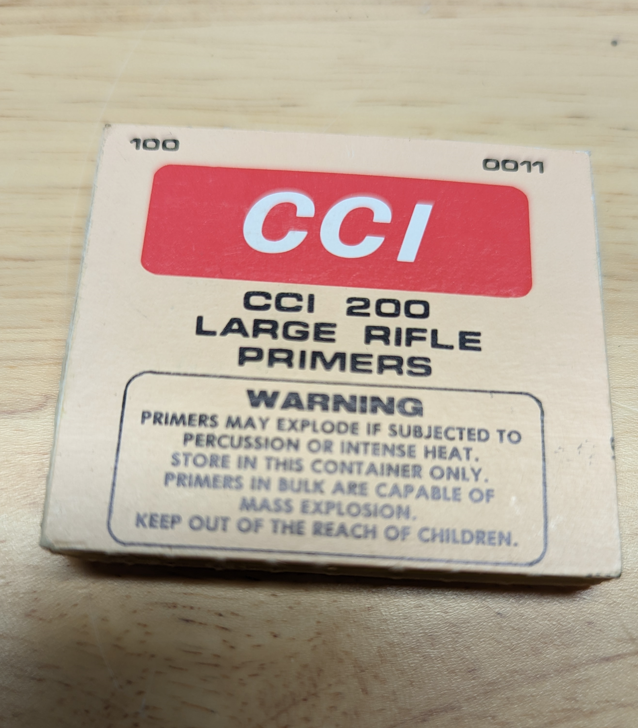 100
0011
CCI
CCI 200
LARGE RIFLE
PRIMERS
WARNING
PRIMERS MAY EXPLODE IF SUBJECTED TO
PERCUSSION OR INTENSE HEAT.
STORE IN THIS CONTAINER ONLY.
PRIMERS IN BULK ARE CAPABLE OF
MASS EXPLOSION.
KEEP OUT OF THE REACH OF CHILDREN.